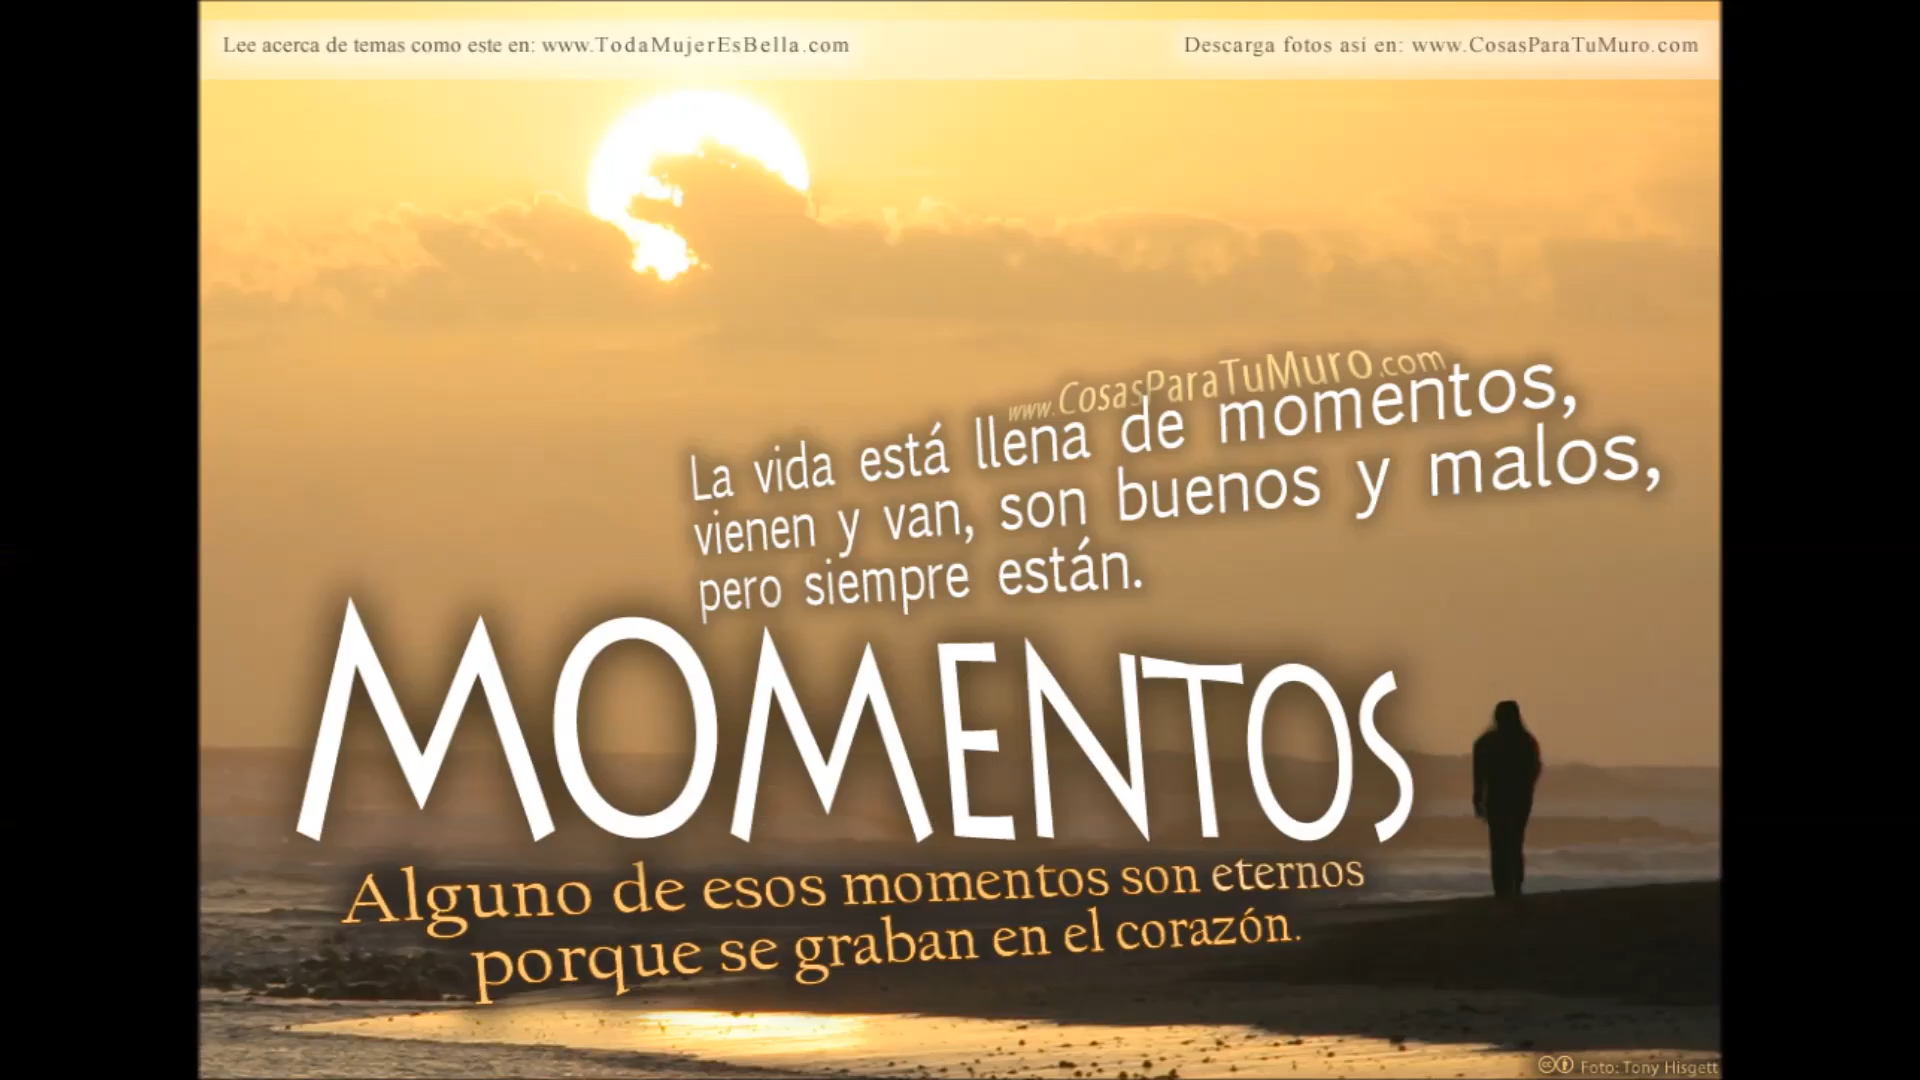 Lee acerca de temas como este en: www.TodaMujerEsBella.com
Descarga fotos así en: www.CosasParaTuMuro.com
www.CosasParaTuMuro.com
La vida está llena de momentos,
vienen y van, son buenos y malos,
pero siempre están.
MOMENTOS
Alguno de esos momentos son eternos
porque se graban en el corazón.
Foto: Tony Hisgett